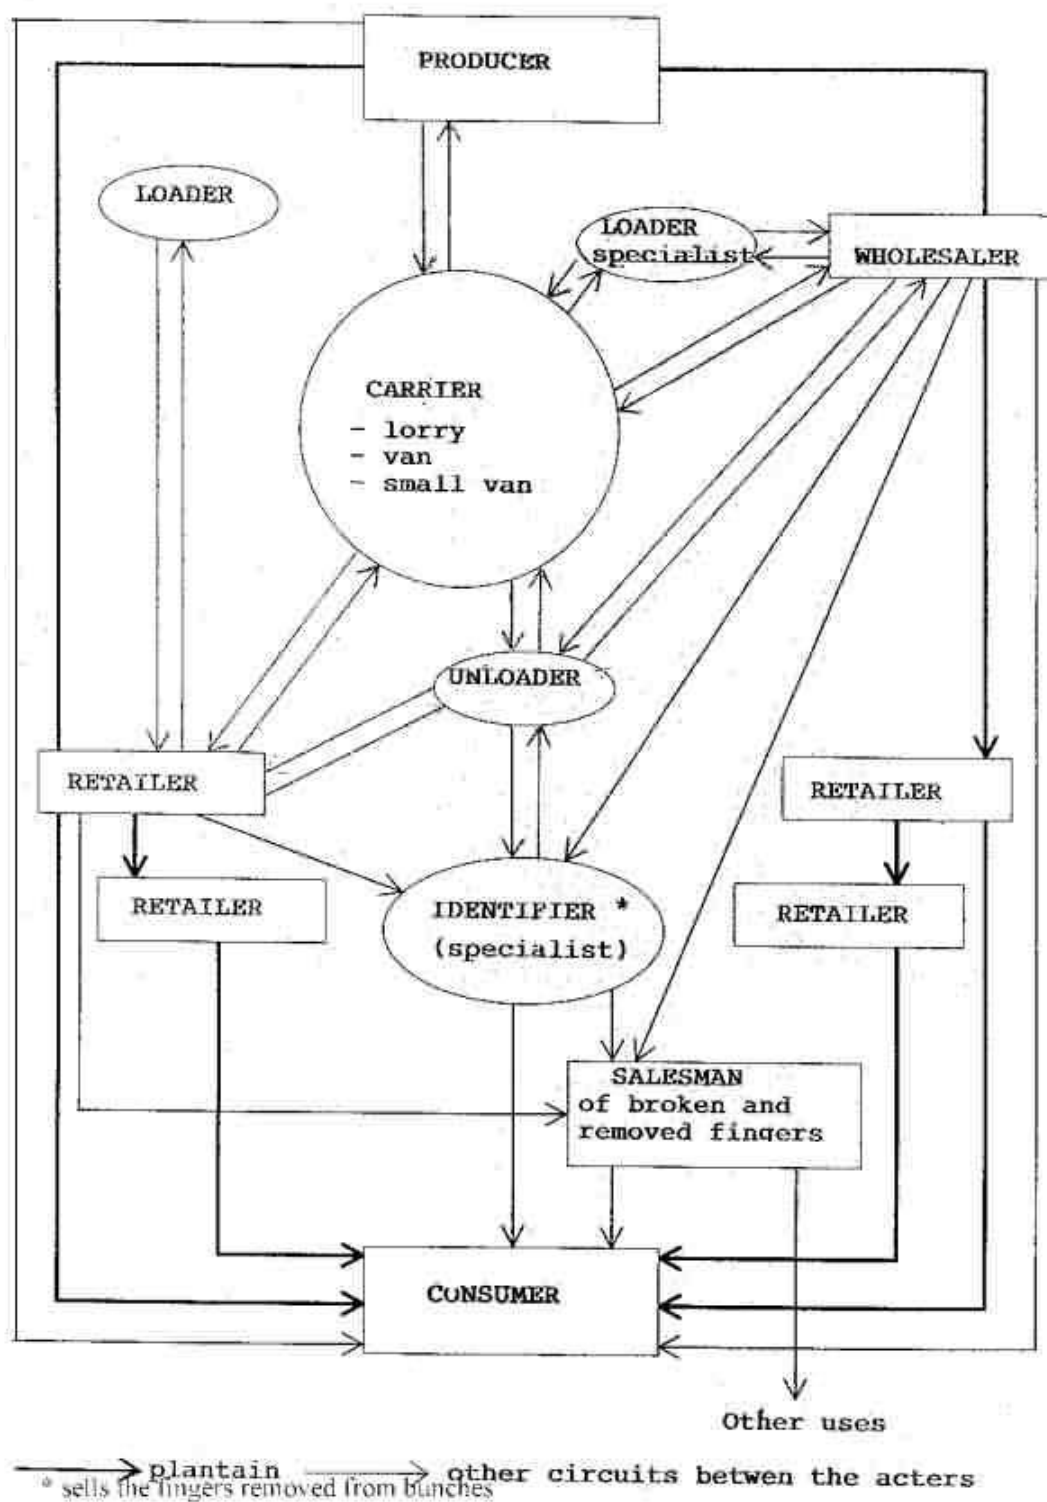 PRODUCER
LOADER
LOADER
specialist
WHOLESALER
CARRIER
- lorry
- van
- small van
UNLOADER
RETAILER
RETAILER
RETAILER
IDENTIFIER *
(specialist)
RETAILER
SALESMAN
of broken and
removed fingers
CONSUMER
Other uses
plantain
other circuits betwen the acters
* sells the fingers removed from bunches